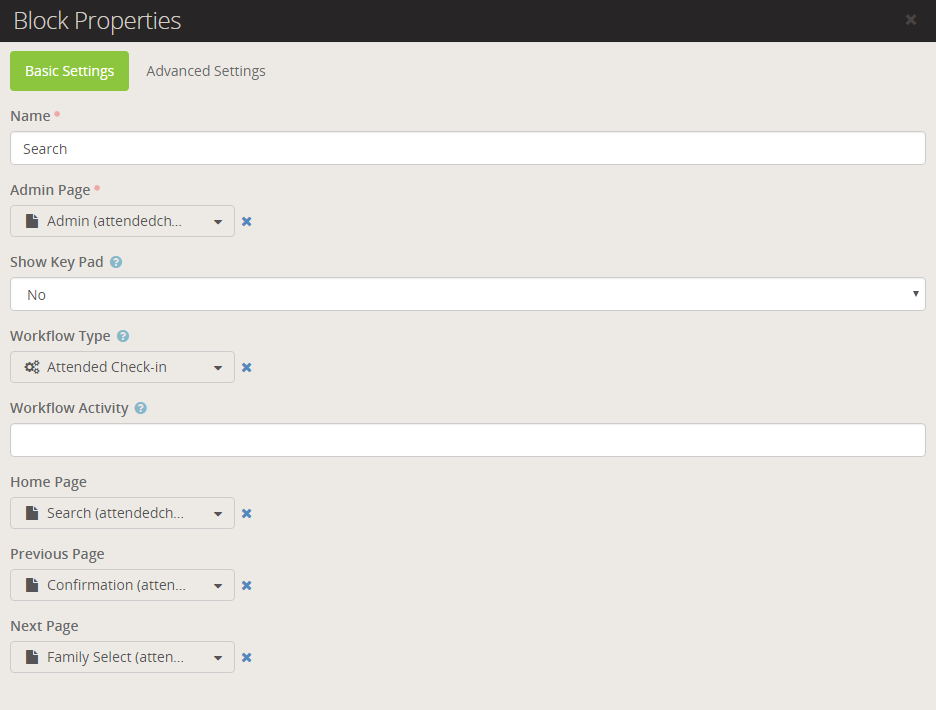 Block Properties
Basic Settings Advanced Settings
Name
Search
Admin Page
Admin (attendedch...
Show Key Pad
No
Workflow Type
Attended Check-in
Workflow Activity
Home Page
Search (attendedch...
Previous Page
Confirmation (atten...
Next Page
Family Select (atten...